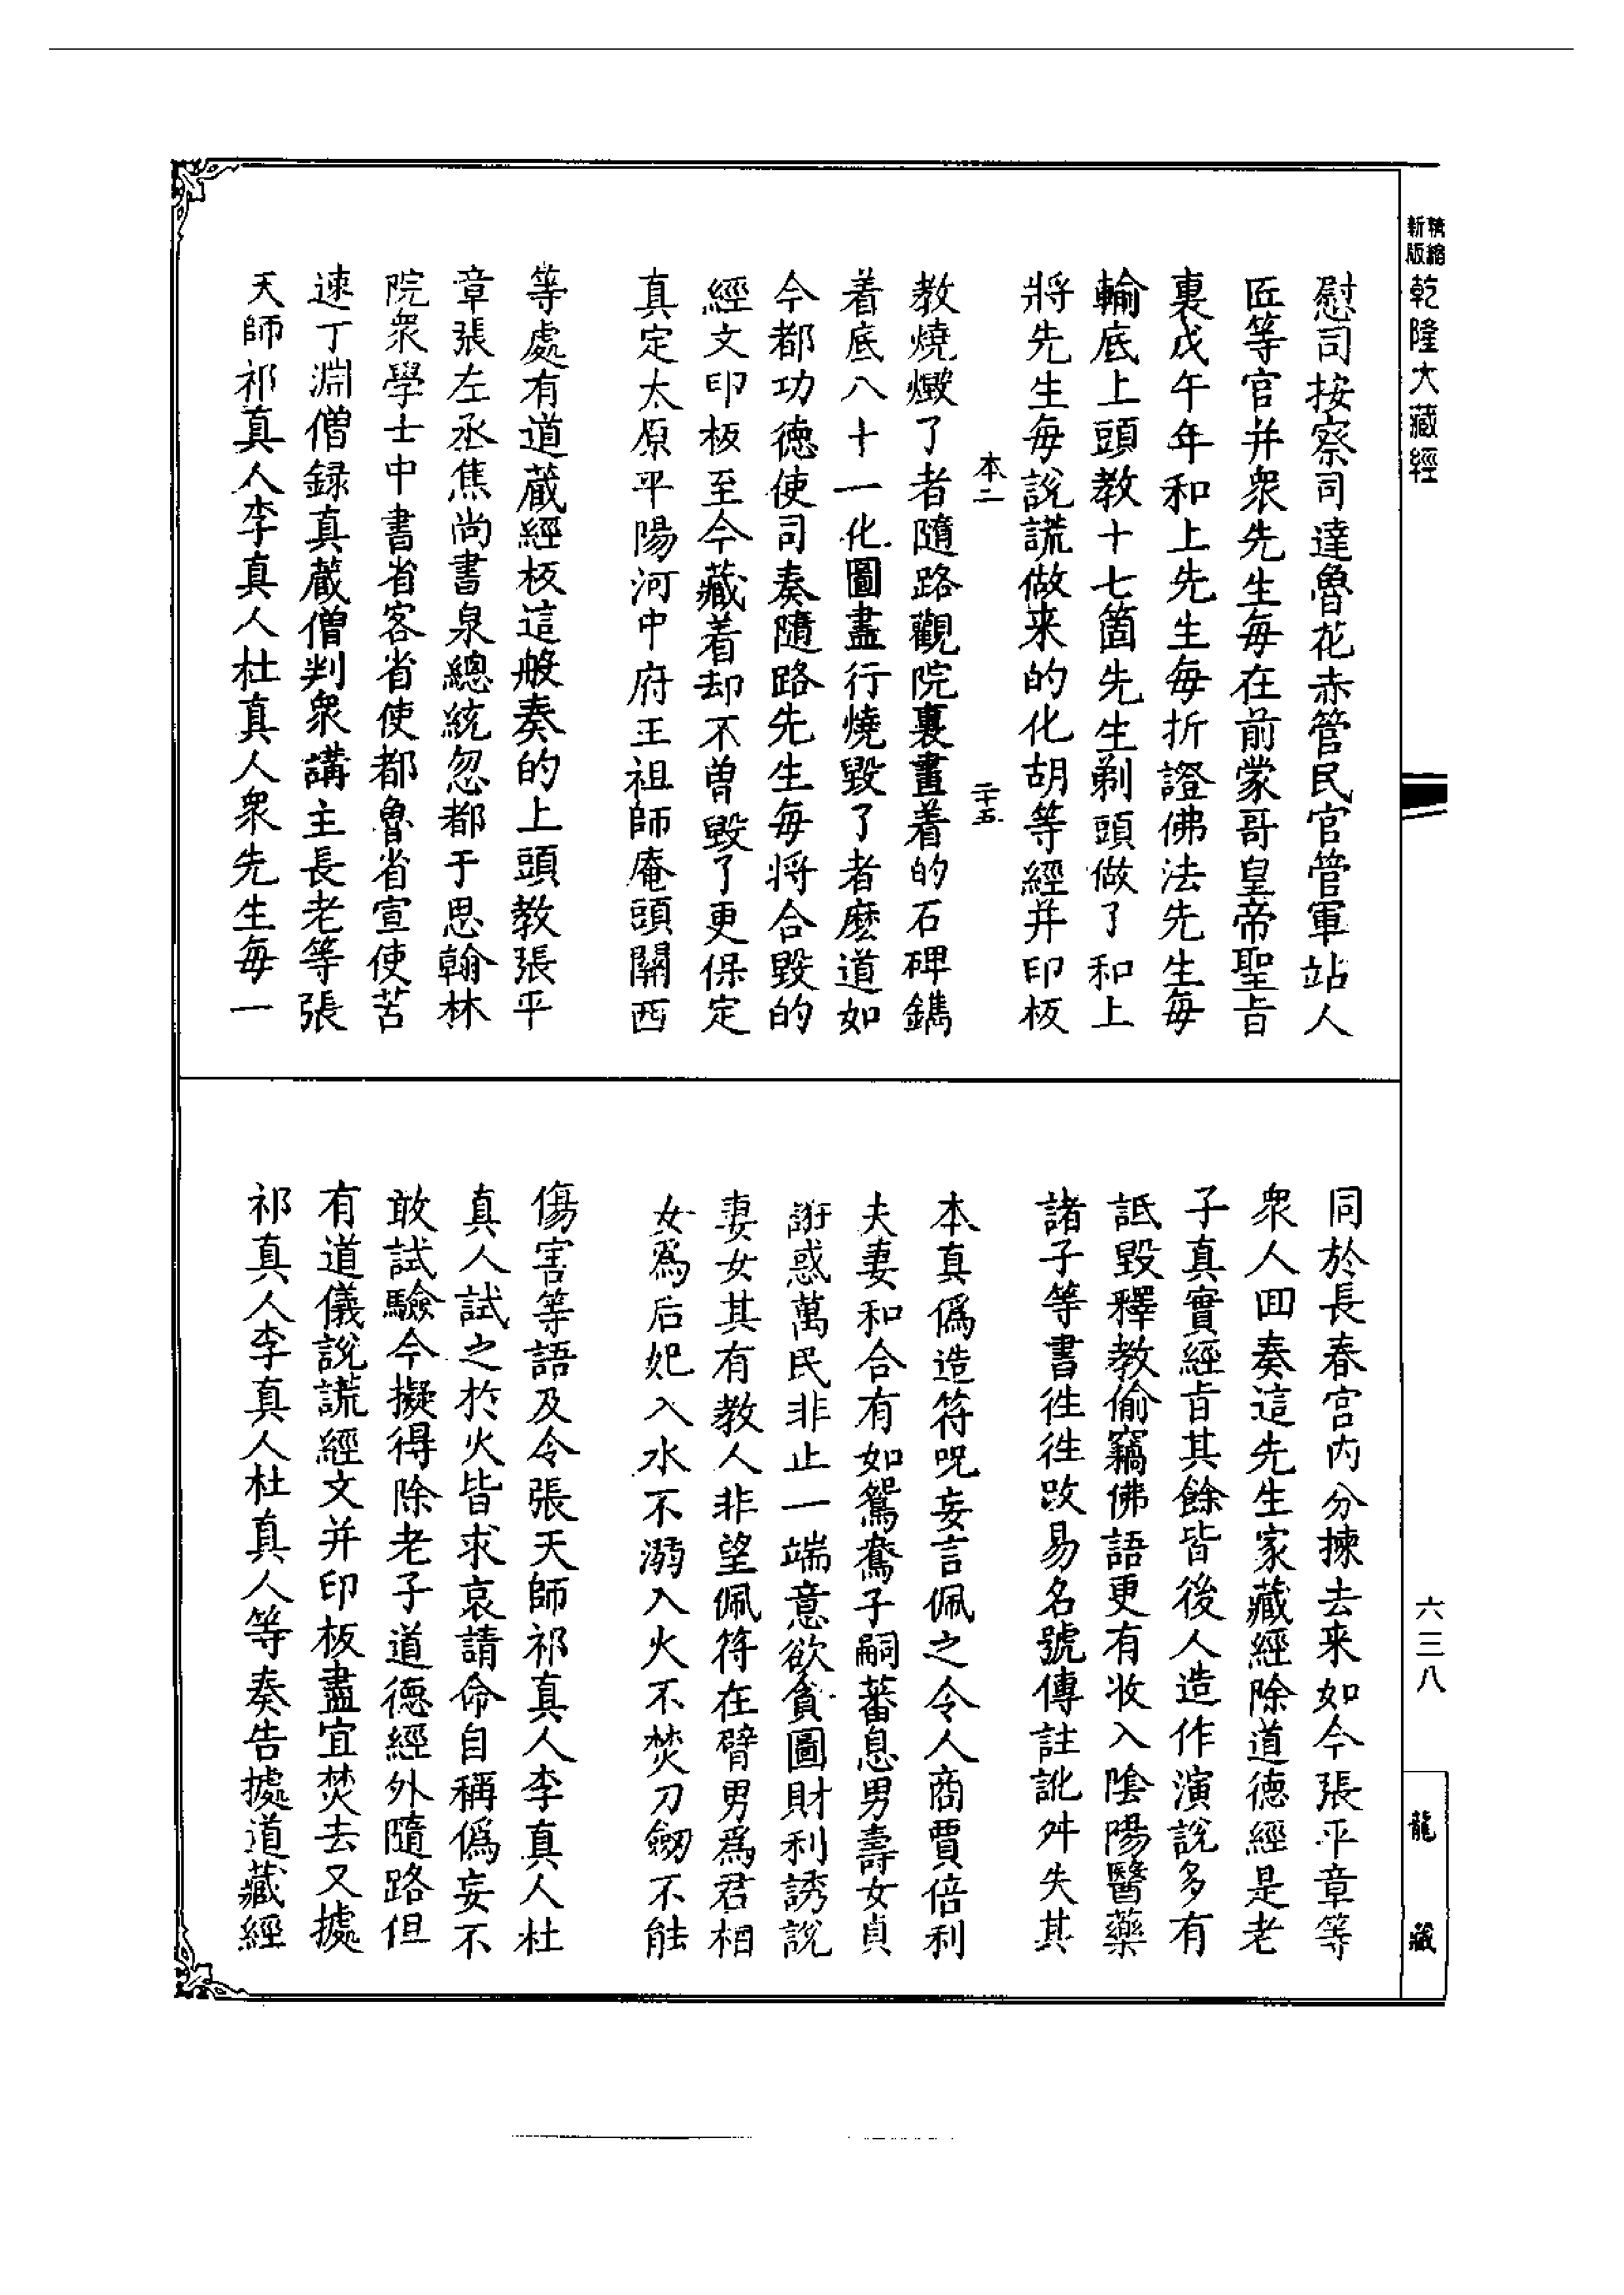 精縮
新版
乾隆大藏經
慰司按察司達魯花赤管民官管軍站人
匠等官并衆先生每在前蒙哥皇帝聖旨
裏戊午年和上先生每折證佛法先生每
輸底上頭教十七箇先生剃頭做了和上
將先生每說謊做来的化胡等經并印板
本二
二十五
教燒燬了者隨路觀院裏畫着的石碑鐫
着底八十一化圖盡行燒毀了者麽道如
今都功德使司奏隨路先生每將合毀的
經文印板至今藏着却不曽毀了更保定
真定太原平陽河中府王祖師庵頭關西
等處有道蔵經板這般奏的上頭教張平
章張左丞焦尚書泉總統忽都于思翰林
院衆學士中書省客省使都魯省宣使苦
速丁淵僧録真蔵僧判衆講主長老等張
天師祁真人李真人杜真人衆先生每一
同於長春宫内分揀去来如今張平章等
衆人回奏這先生家藏經除道德經是老
子真實經旨其餘皆後人造作演說多有
詆毀釋教偷竊佛語更有收入陰陽醫藥
諸子等書徃徃改易名號傳註訛舛失其
本真僞造符呪妄言佩之令人商賈倍利
夫妻和合有如鴛鴦子嗣蕃息男壽女貞
誑惑萬民非止一端意欲貪圖財利誘說
妻女其有教人非望佩符在臂男爲君相
女爲后妃入水不溺入火不焚刀劒不能
傷害等語及令張天師祁真人李真人杜
真人試之於火皆求哀請命自稱僞妄不
敢試驗今擬得除老子道德經外隨路但
有道儀說謊經文并印板盡宜焚去又㨿
祁真人李真人杜真人等奏告㨿道藏經
六三八
龍藏